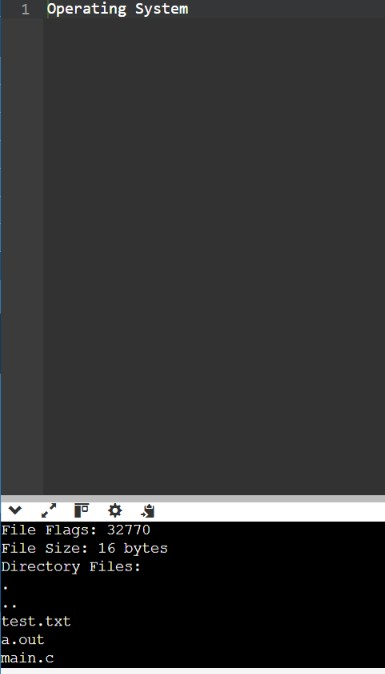 1 Operating System
File Flags: 32770
File Size: 16 bytes
Directory Files:
.
..
test.txt
a.out
main.c